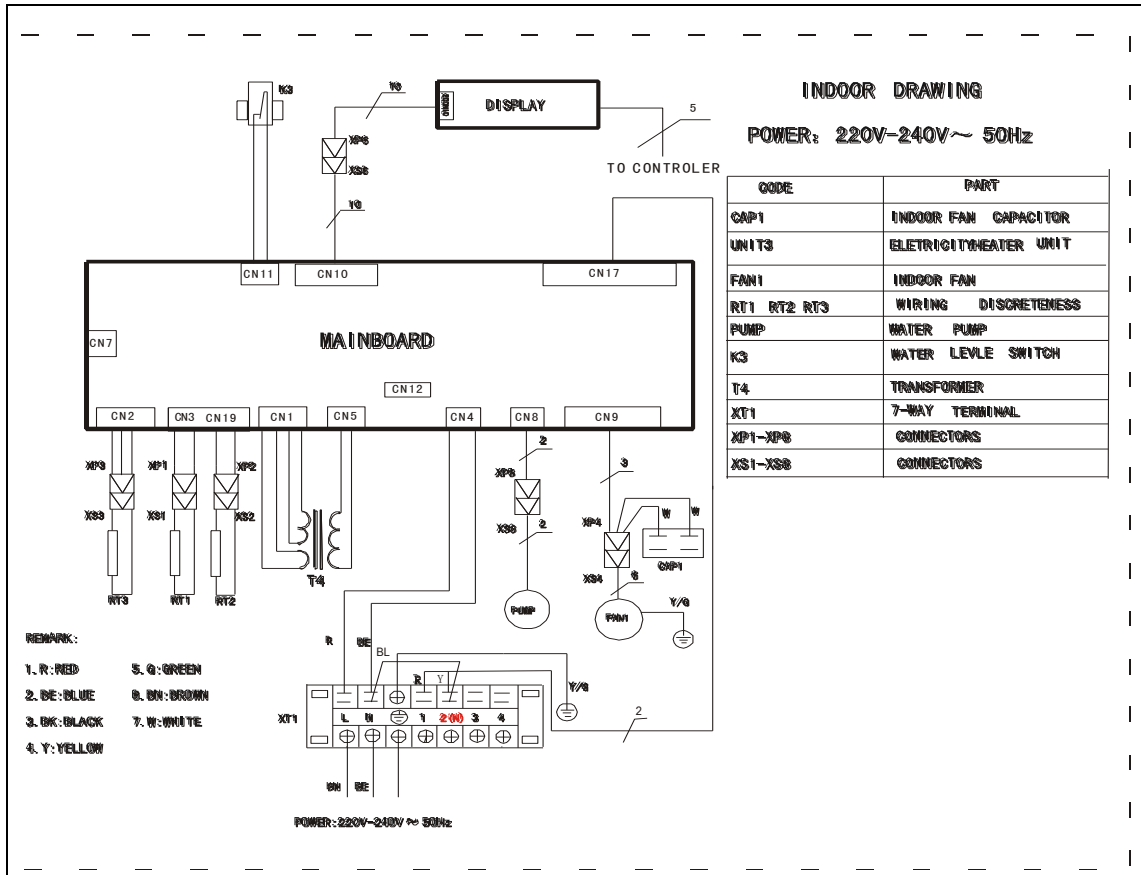 INDOOR DRAWING
POWER: 220V-240V～ 50Hz
K3
10
DISPLAY
5
XP6
XS6
TO CONTROLER
10
CODE PART
CAP1 INDOOR FAN CAPACITOR
UNIT3 ELETRICITYHEATER UNIT
FAN1 INDOOR FAN
RT1 RT2 RT3 WIRING DISCRETENESS
PUMP WATER PUMP
K3 WATER LEVLE SWITCH
T4 TRANSFORMER
XT1 7-WAY TERMINAL
XP1-XP8 CONNECTORS
XS1-XS8 CONNECTORS
CN11 CN10 CN17
CN7
MAINBOARD
CN12
CN2 CN3 CN19 CN1 CN5 CN4 CN8 CN9
2
3
XP3 XP1 XP2 XP8
XS3 XS1 XS2 XS8
2
XP4
W W
CAP1
XS4
6
T4
RT3 RT1 RT2
PUMP
FAN1
Y/G
REMARK:
1. R:RED 5. G:GREEN
2. BE:BLUE 6. BN:BROWN
3. BK:BLACK 7. W:WHITE
4. Y:YELLOW
R BE
BL
R Y
Y/G
2
XT1
L N 1 2(N) 3 4
BN BE
POWER:220V-240V～ 50Hz